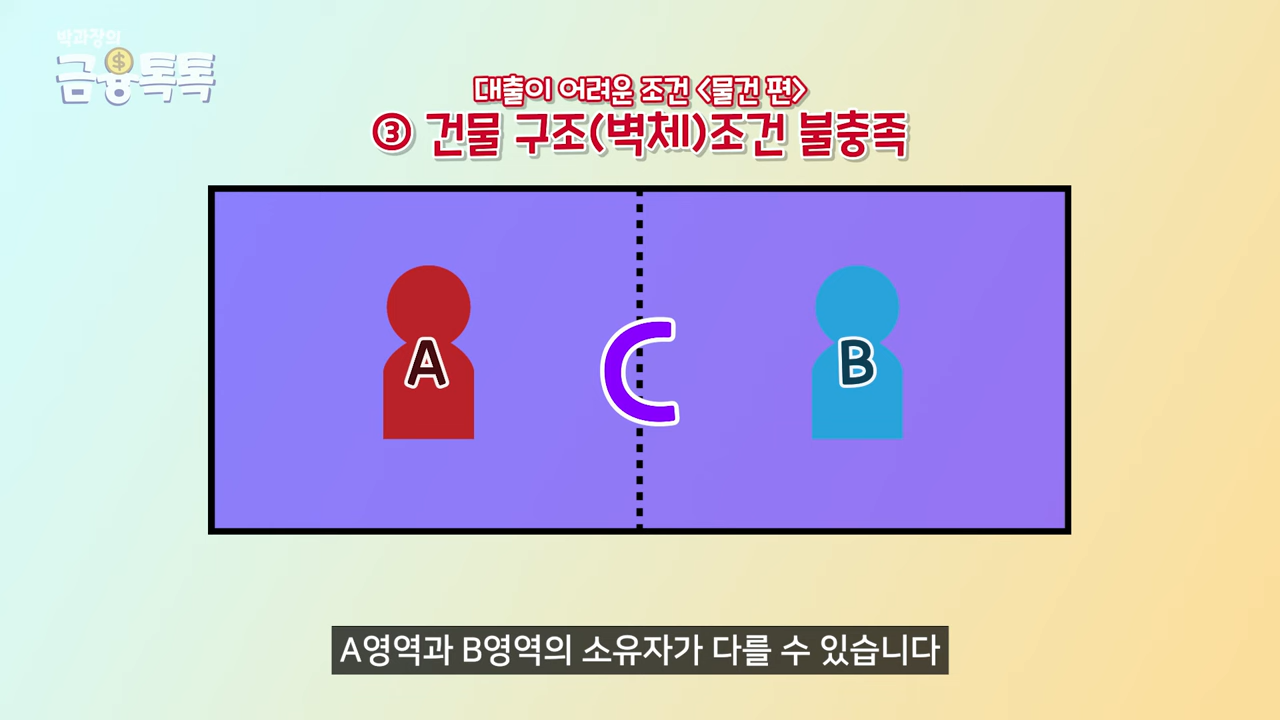 박과장의
금융톡톡
대출이 어려운 조건 <물건 편>
③ 건물 구조(벽체)조건 불충족
A
C
B
A영역과 B영역의 소유자가 다를 수 있습니다